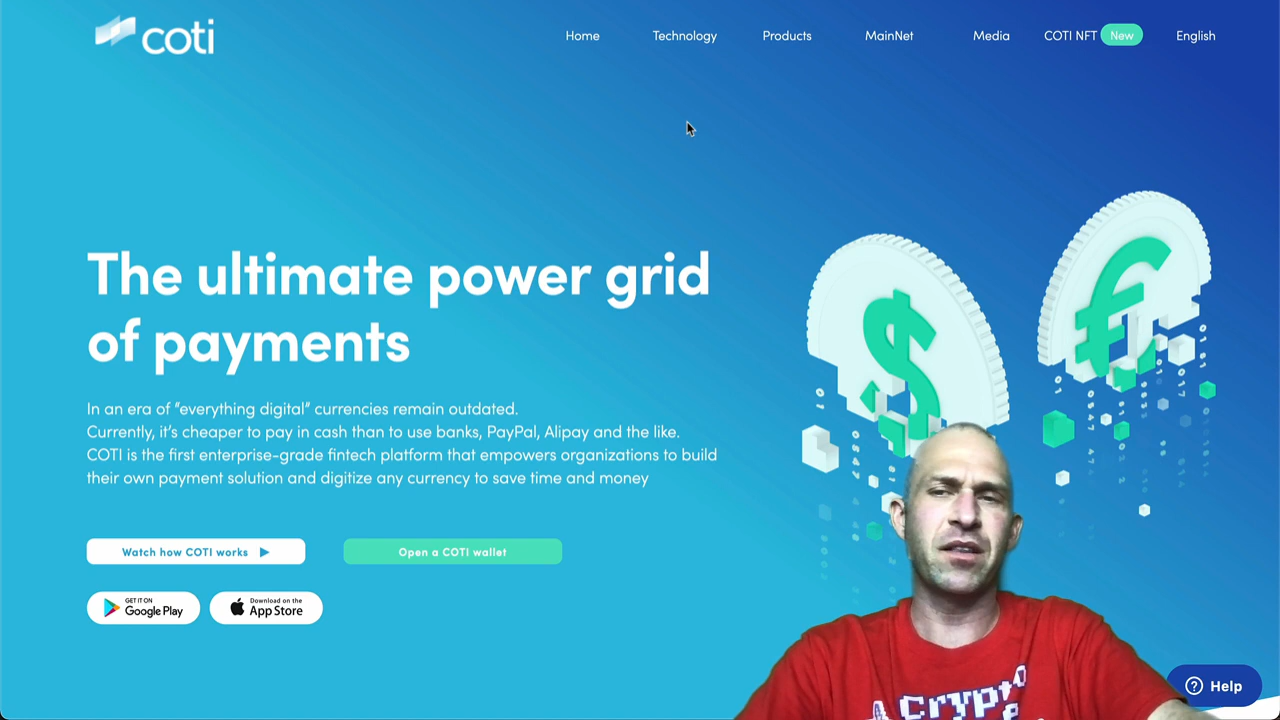 coti
Home
Technology
Products
MainNet
Media
COTI NFT
New
English
The ultimate power grid
of payments
In an era of "everything digital" currencies remain outdated.
Currently, it's cheaper to pay in cash than to use banks, PayPal, Alipay and the like.
COTI is the first enterprise-grade fintech platform that empowers organizations to build
their own payment solution and digitize any currency to save time and money
Watch how COTI works
Open a COTI wallet
GET IT ON
Google Play
Download on the
App Store
$
€
crypto
Help